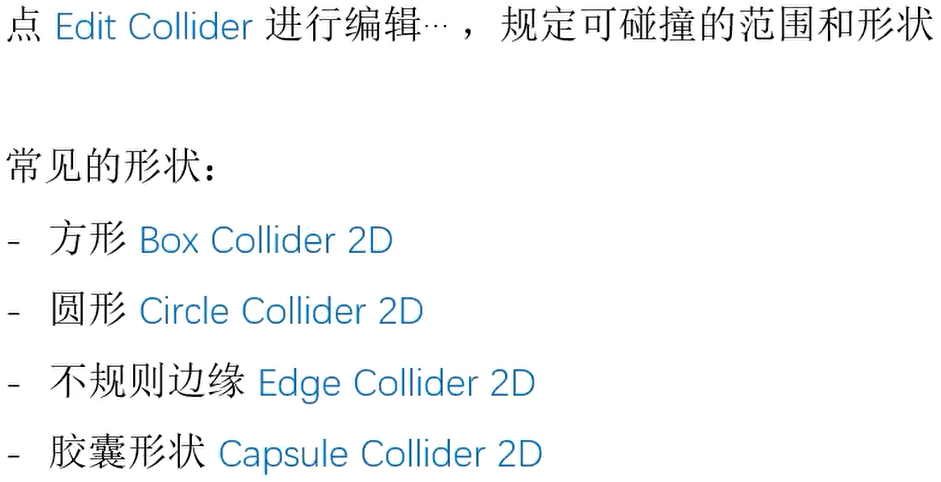 点 Edit Collider 进行编辑… ，规定可碰撞的范围和形状
常见的形状：
- 方形 Box Collider 2D
- 圆形 Circle Collider 2D
- 不规则边缘 Edge Collider 2D
- 胶囊形状 Capsule Collider 2D